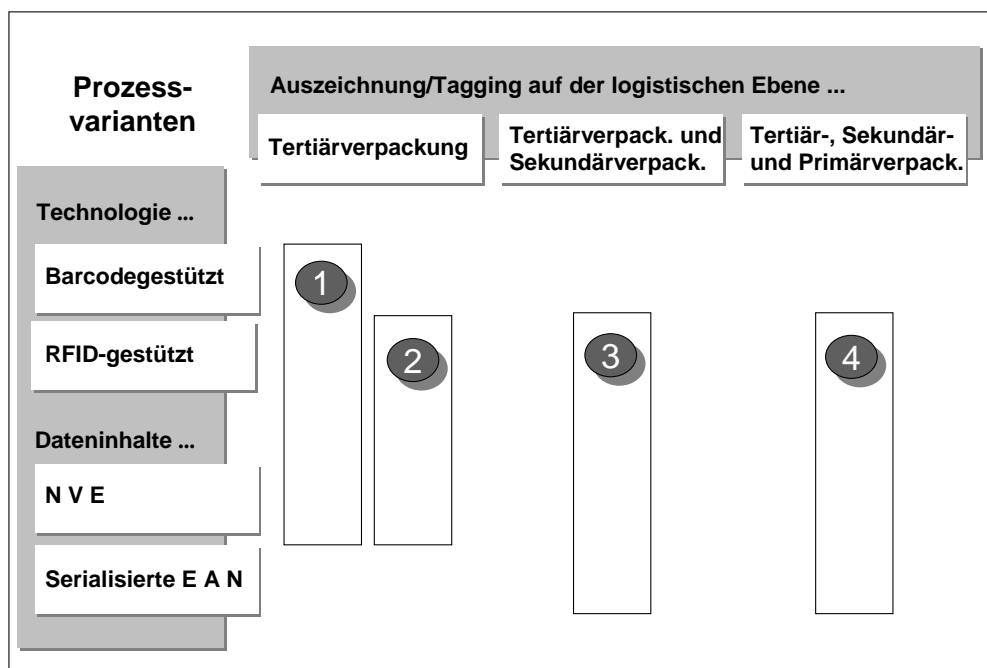 Prozess-
varianten
Auszeichnung/Tagging auf der logistischen Ebene ...
Tertiärverpackung
Tertiärverpack. und
Sekundärverpack.
Tertiär-, Sekundär-
und Primärverpack.
Technologie ...
Barcodegestützt
1
RFID-gestützt
2
3
4
Dateninhalte ...
N V E
Serialisierte E A N